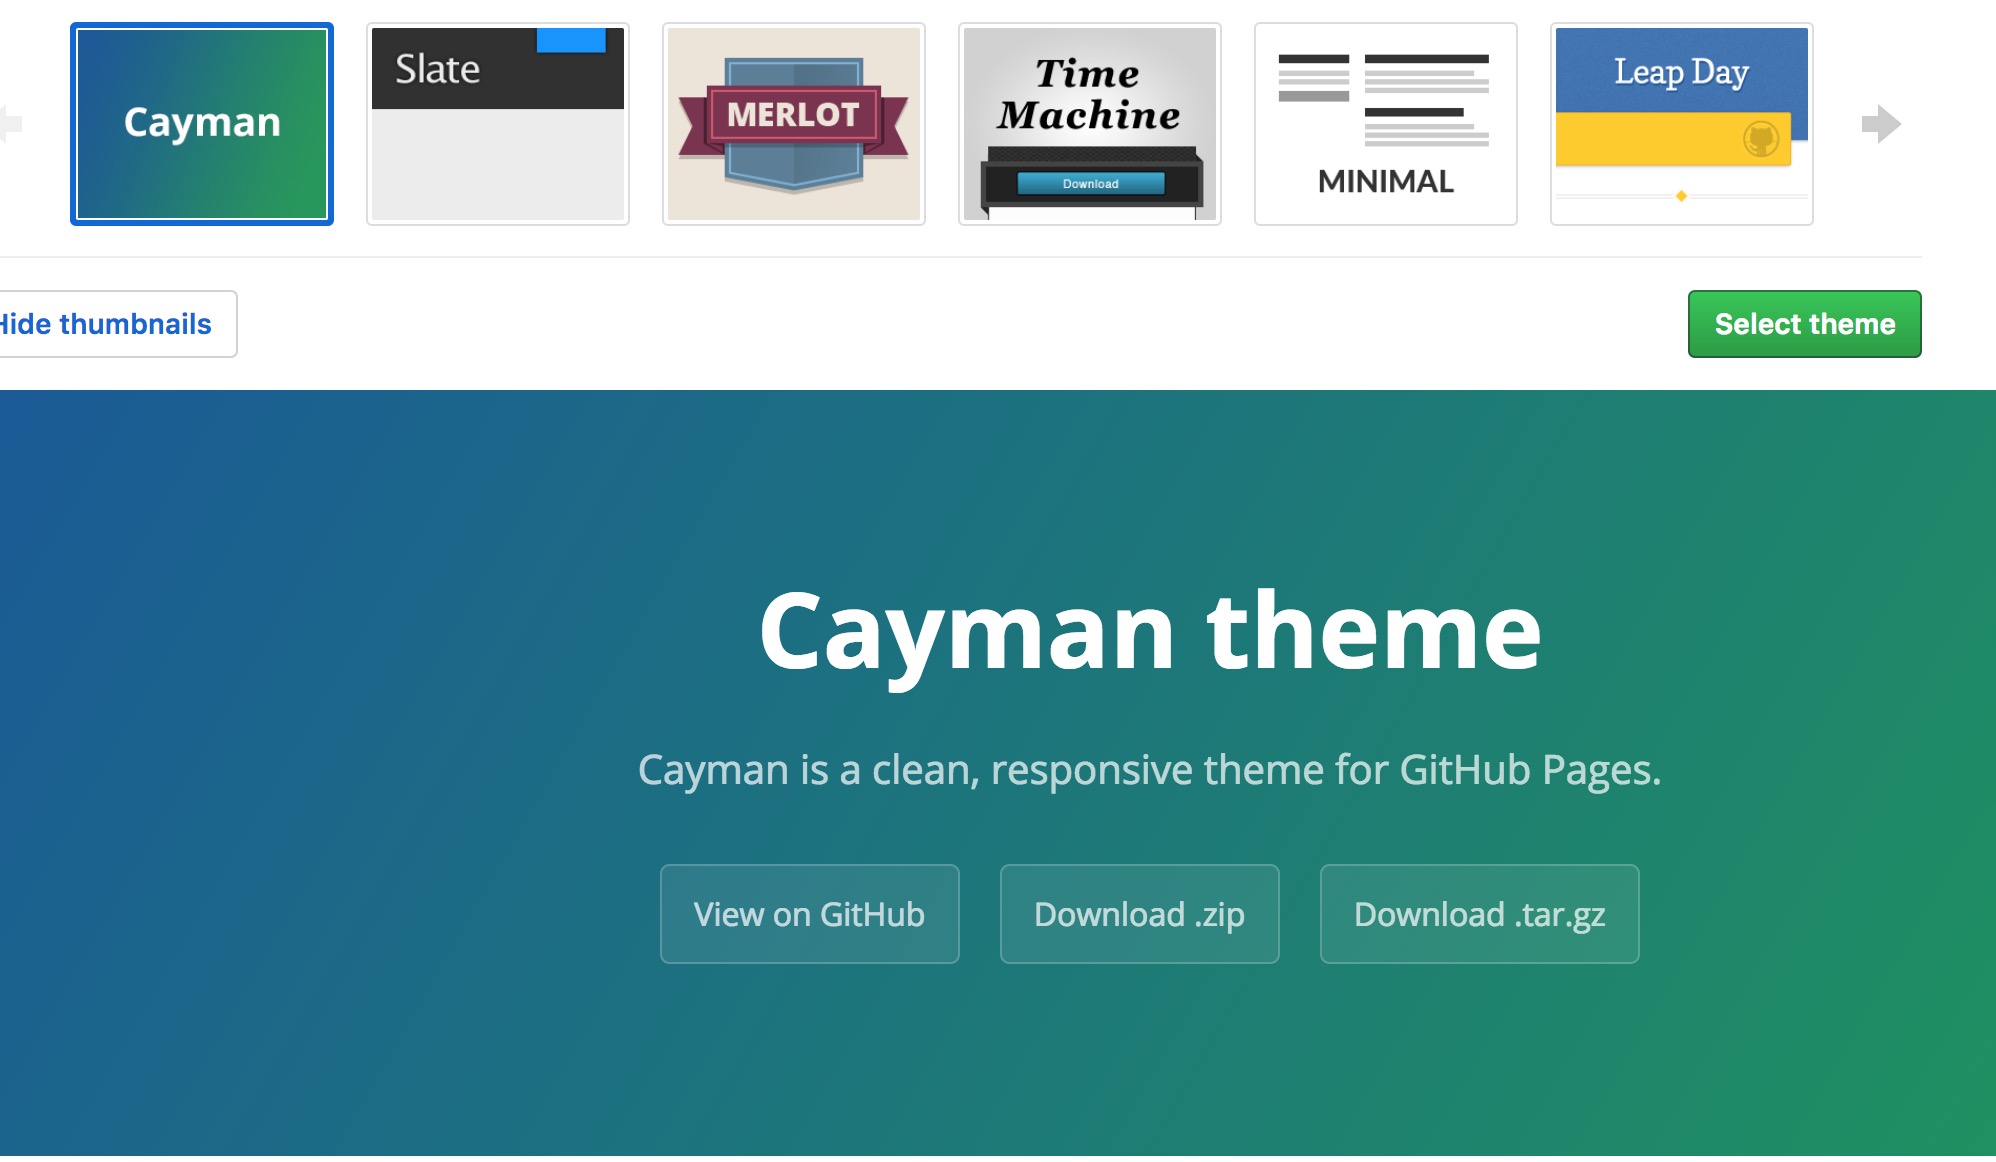 Cayman
Slate
MERLOT
Time
Machine
Download
MINIMAL
Leap Day
Hide thumbnails
Select theme
Cayman theme
Cayman is a clean, responsive theme for GitHub Pages.
View on GitHub
Download .zip
Download .tar.gz